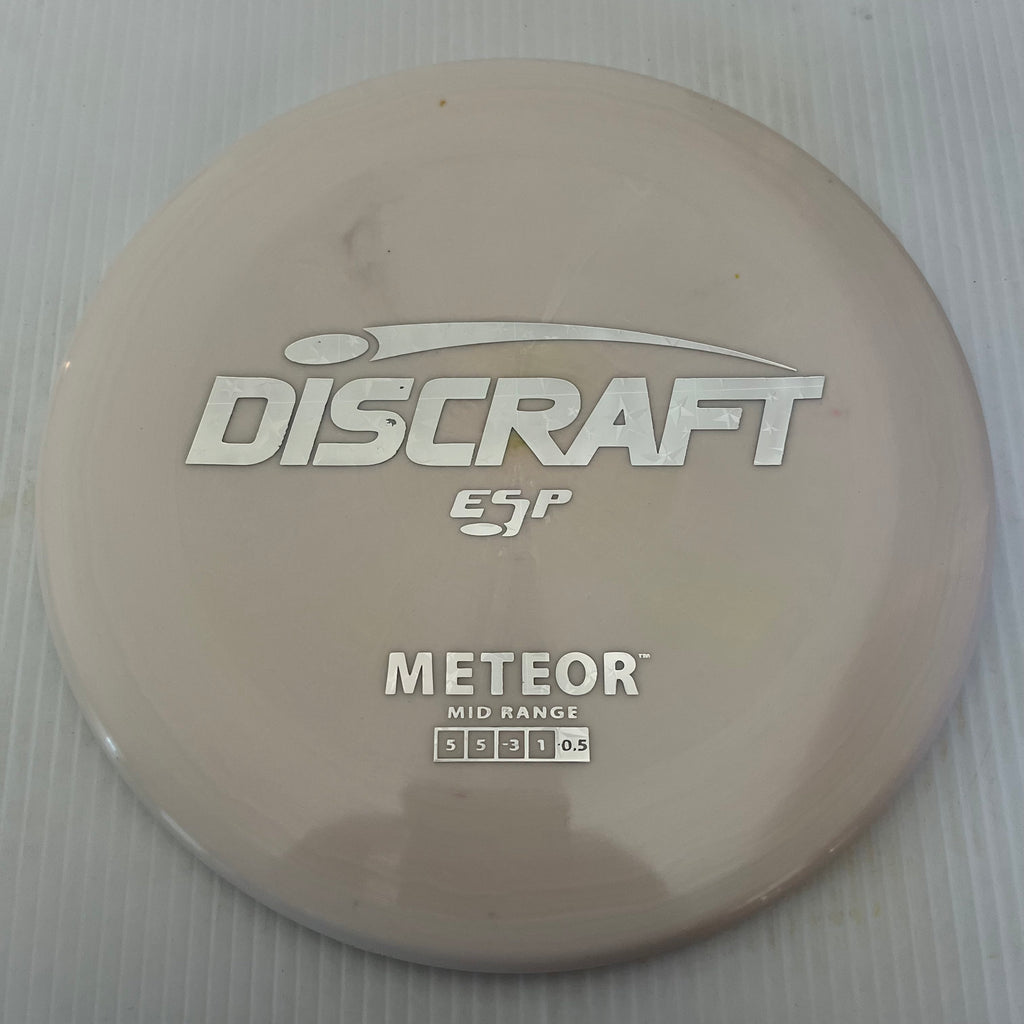 DISCRAFT
ESP
METEOR™
MID RANGE
5 5 -3 1 -0.5